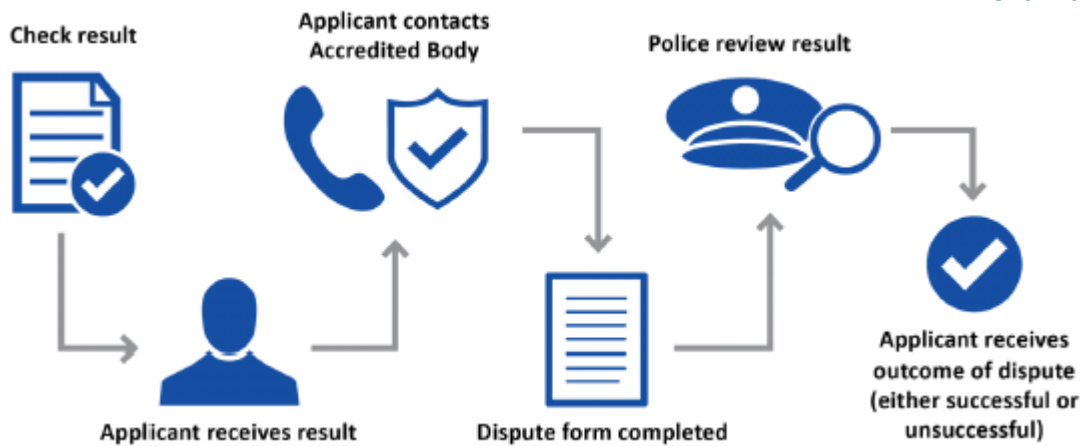 Check result
Applicant receives result
Applicant contacts
Accredited Body
Dispute form completed
Police review result
Applicant receives
outcome of dispute
(either successful or
unsuccessful)